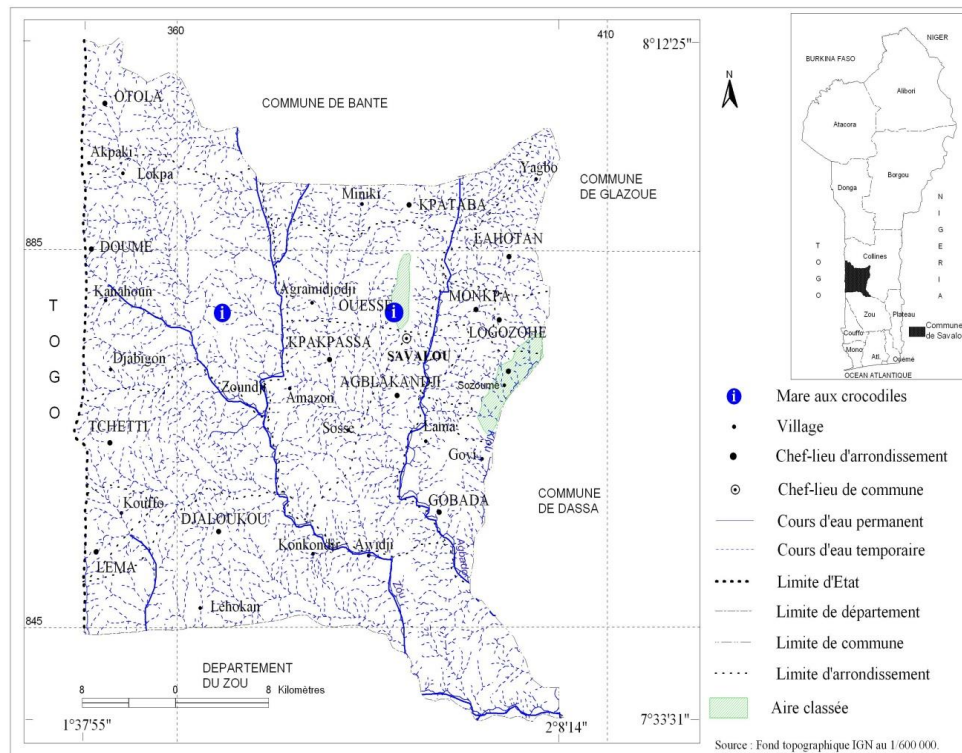 360
410
8°12'25"
OTOLA
COMMUNE DE BANTE
Akpaki
Lokpa
Yagbo
COMMUNE
DE GLAZOUE
Miniki
KPATABA
885
DOUME
LAHOTAN
Kanahoun
Agramidjodji
OUESSE
MONKPA
LOGOZOHE
T O G O
KPAKPASSA
SAVALOU
Djabigon
Zoundji
Amazon
AGBLAKANDJI
Sozoumé
TCHETTI
Sosse
Lama
Klou
Govi
Kouffo
DJALOUKOU
GOBADA
COMMUNE
DE DASSA
Konkondji
Awidji
Agbado
LEMA
Zou
Léhokan
845
DEPARTEMENT
DU ZOU
8 0 8 Kilomètres
1°37'55"
2°8'14"
7°33'31"
N
NIGER
BURKINA FASO
Alibori
Atacora
Borgou
Donga
N I G E R I A
T O G O
Collines
Zou
Plateau
Couffo
Mono
Atl.
Ouémé
OCEAN ATLANTIQUE
Commune
de Savalou
Mare aux crocodiles
Village
Chef-lieu d'arrondissement
Chef-lieu de commune
Cours d'eau permanent
Cours d'eau temporaire
Limite d'Etat
Limite de département
Limite de commune
Limite d'arrondissement
Aire classée
Source : Fond topographique IGN au 1/600 000.